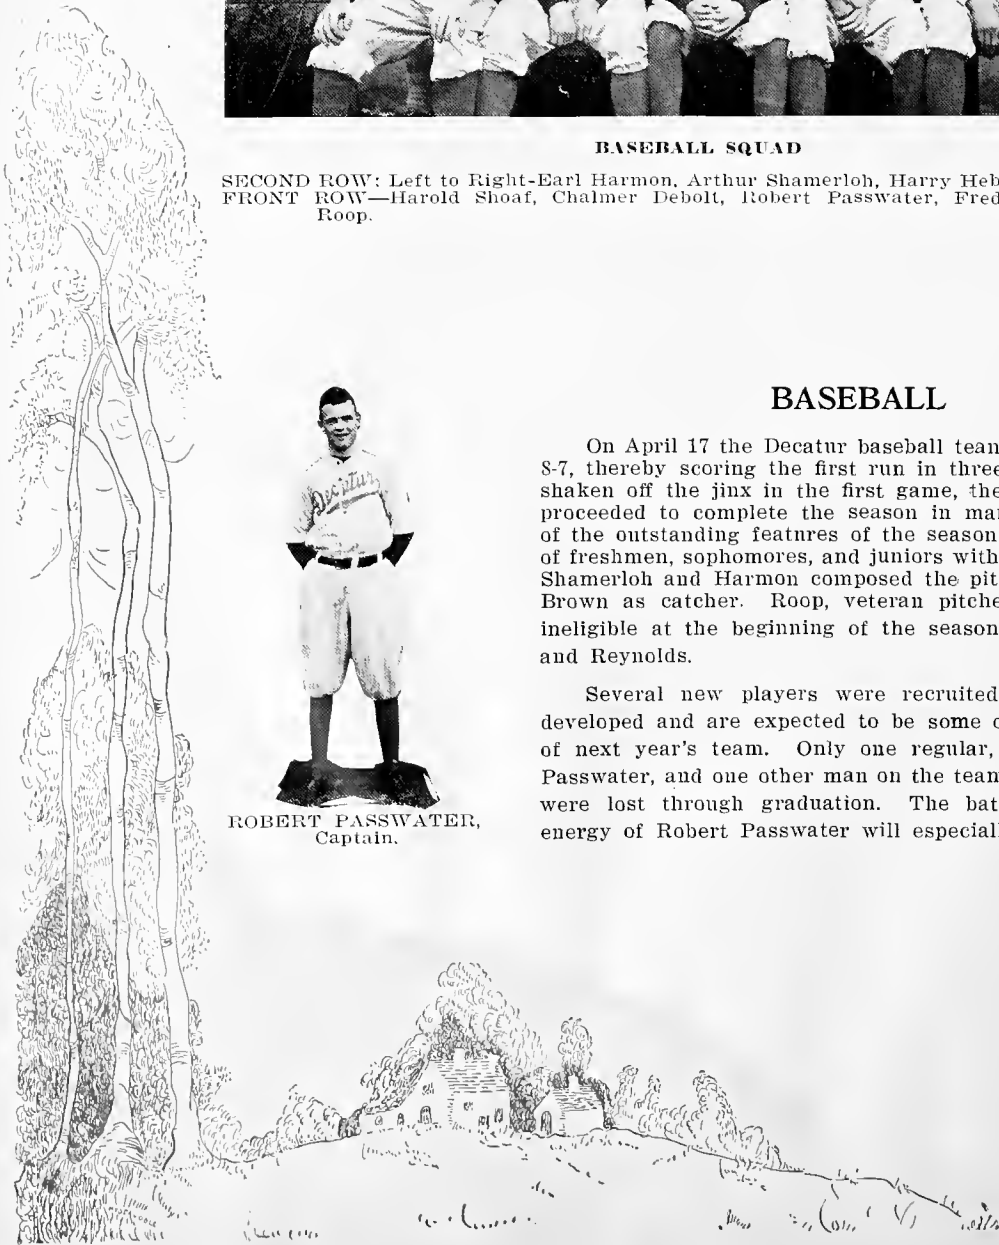 BASEBALL SQUAD
SECOND ROW: Left to Right-Earl Harmon, Arthur Shamerloh, Harry Heb
FRONT ROW—Harold Shoaf, Chalmer Debolt, Robert Passwater, Fred
Roop.
BASEBALL
On April 17 the Decatur baseball team
8-7, thereby scoring the first run in three
shaken off the jinx in the first game, the
proceeded to complete the season in
of the outstanding features of the season
of freshmen, sophomores, and juniors with
Shamerloh and Harmon composed the pit
Brown as catcher. Roop, veteran pitche
ineligible at the beginning of the season
and Reynolds.
Several new players were recruited
developed and are expected to be some
of next year's team. Only one regular,
Passwater, and one other man on the team
were lost through graduation. The bat
energy of Robert Passwater will especial
Decatur
ROBERT PASSWATER,
Captain.